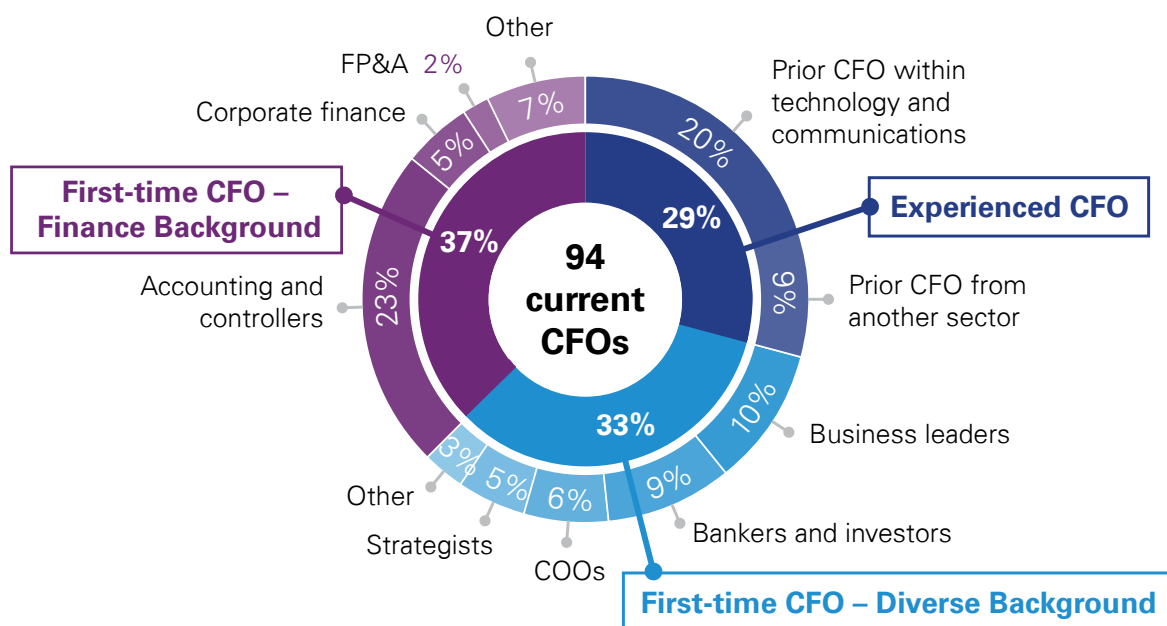 Other
FP&A 2%
7%
Corporate finance
5%
Prior CFO within
technology and
communications
20%
First-time CFO –
Finance Background
37%
29%
Experienced CFO
94
current
CFOs
Accounting and
controllers
23%
9%
Prior CFO from
another sector
33%
10%
Business leaders
3%
Other
5%
Strategists
6%
COOs
9%
Bankers and investors
First-time CFO – Diverse Background